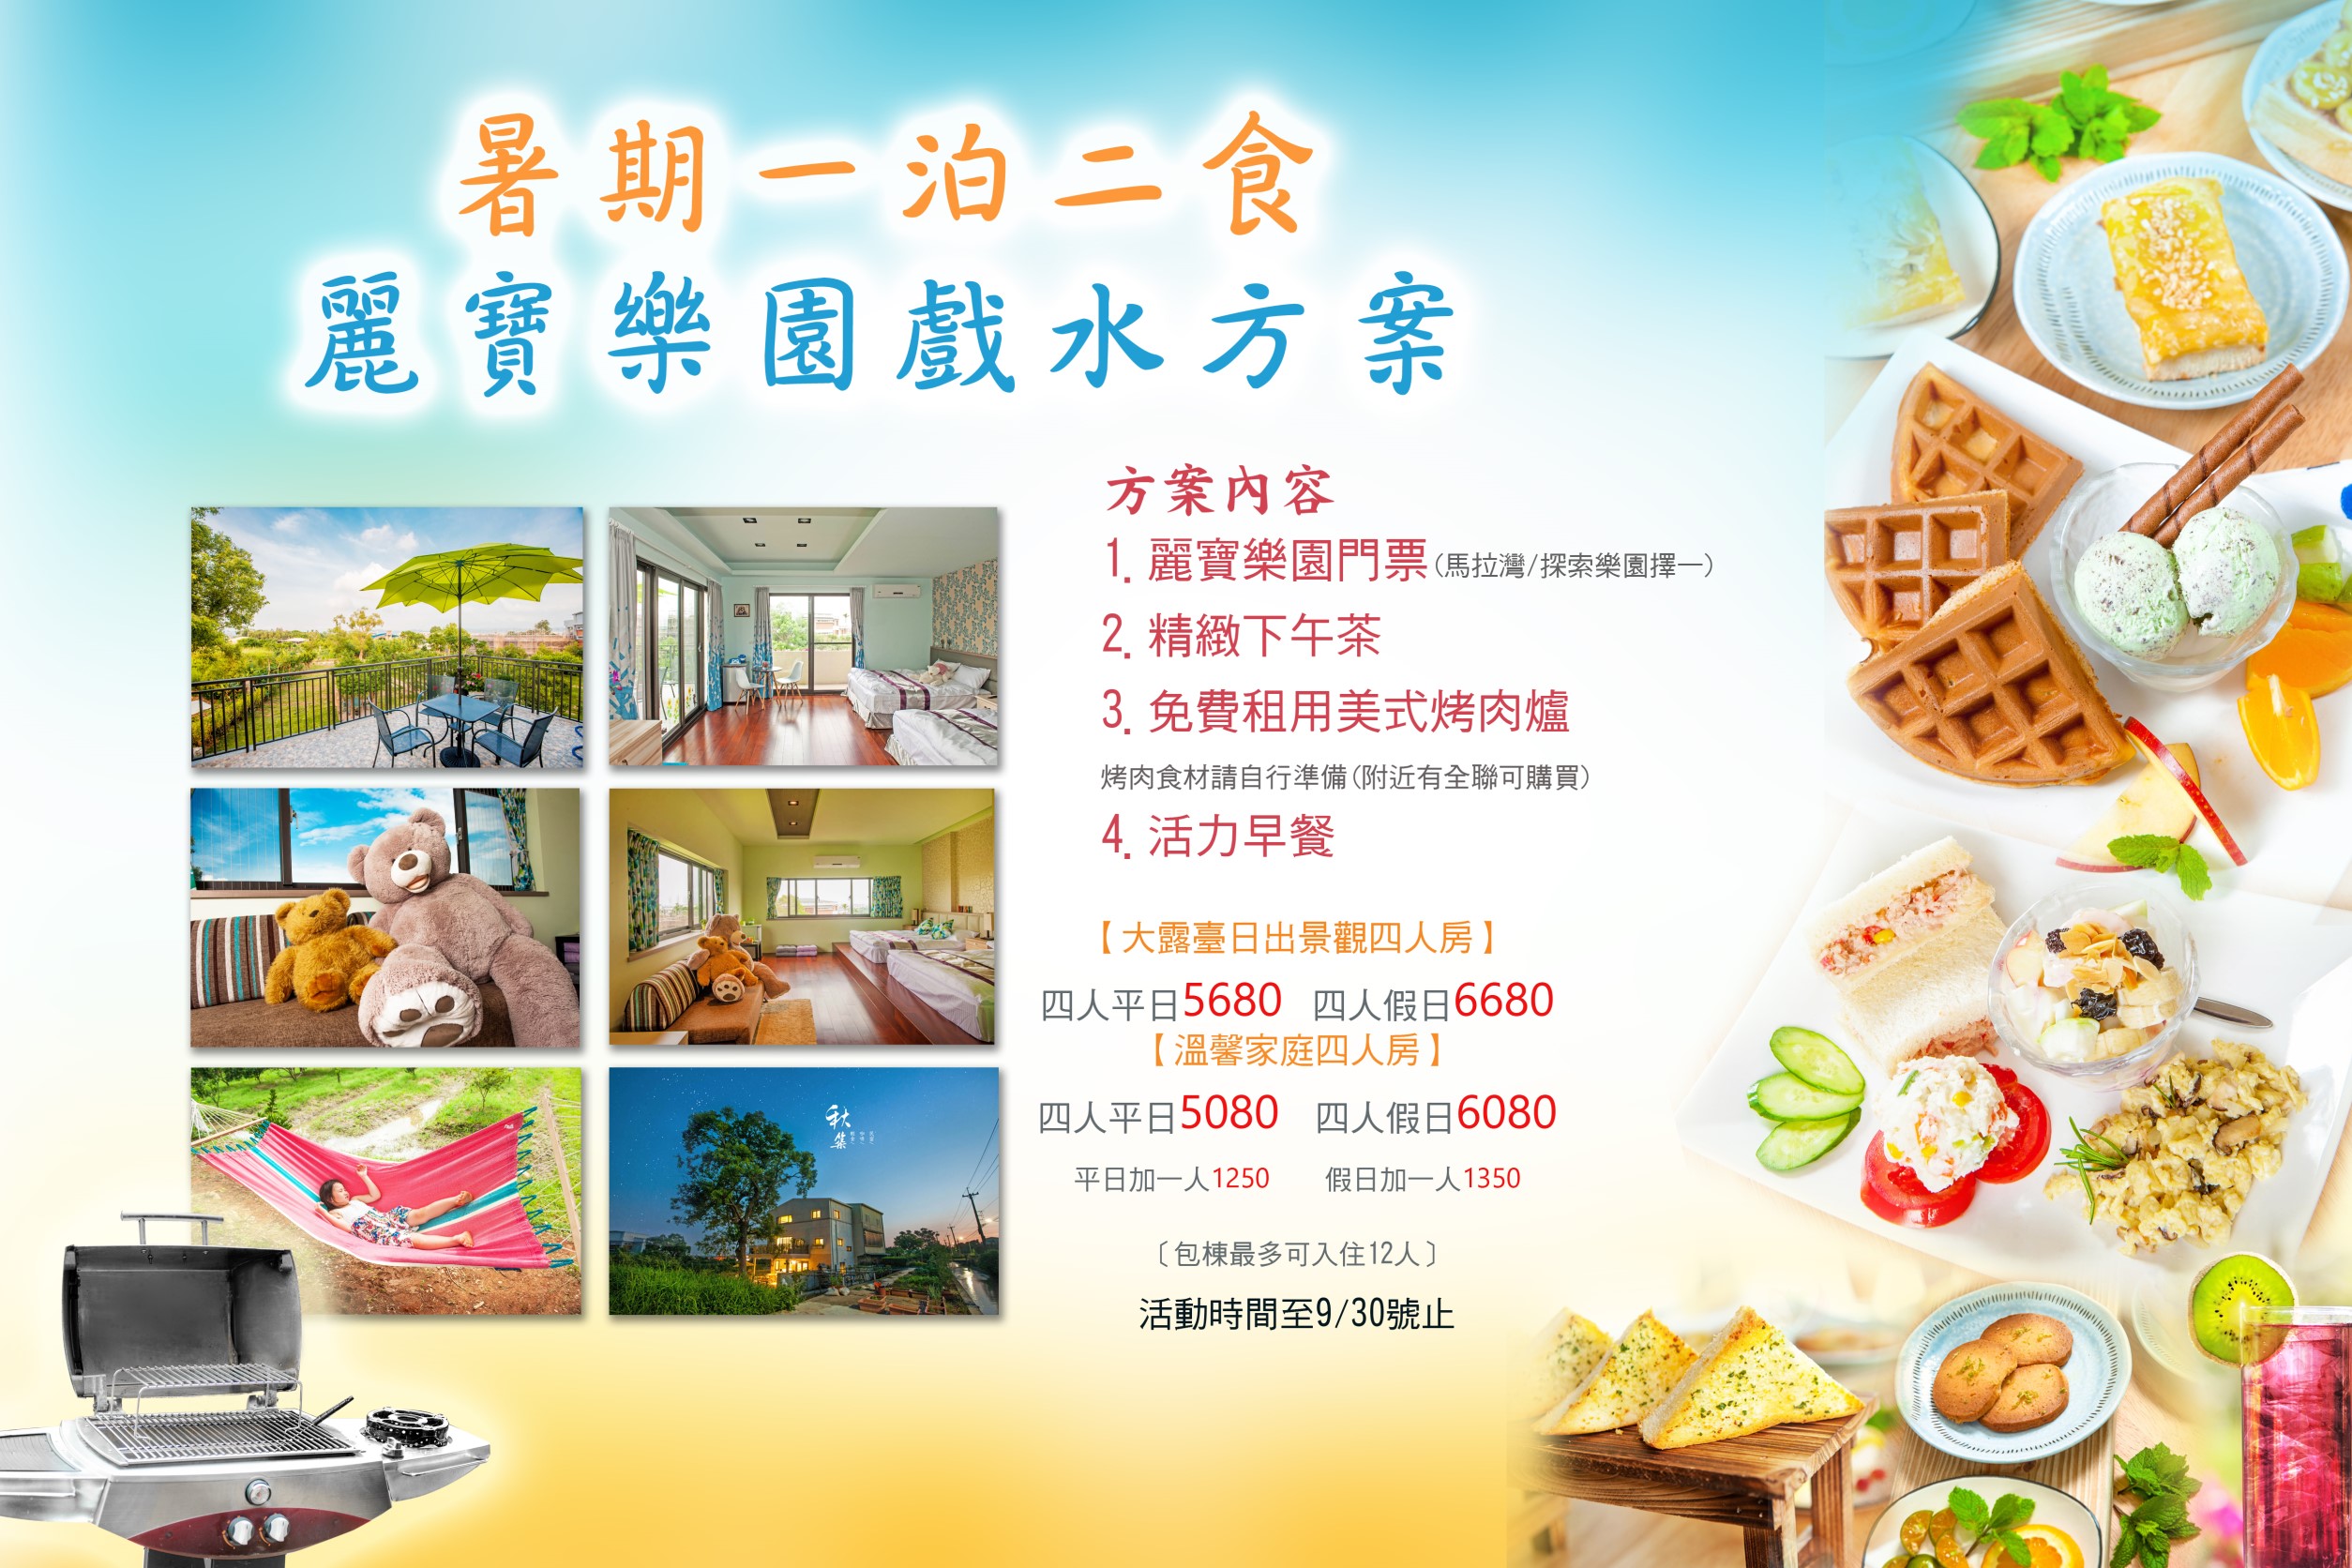 暑期一泊二食
麗寶樂園戲水方案
方案內容
1. 麗寶樂園門票(馬拉灣/探索樂園擇一)
2. 精緻下午茶
3. 免費租用美式烤肉爐
烤肉食材請自行準備(附近有全聯可購買)
4. 活力早餐
【大露臺日出景觀四人房】
四人平日5680 四人假日6680
【溫馨家庭四人房】
四人平日5080 四人假日6080
平日加一人1250 假日加一人1350
〔包棟最多可入住12人〕
活動時間至9/30號止
秋築